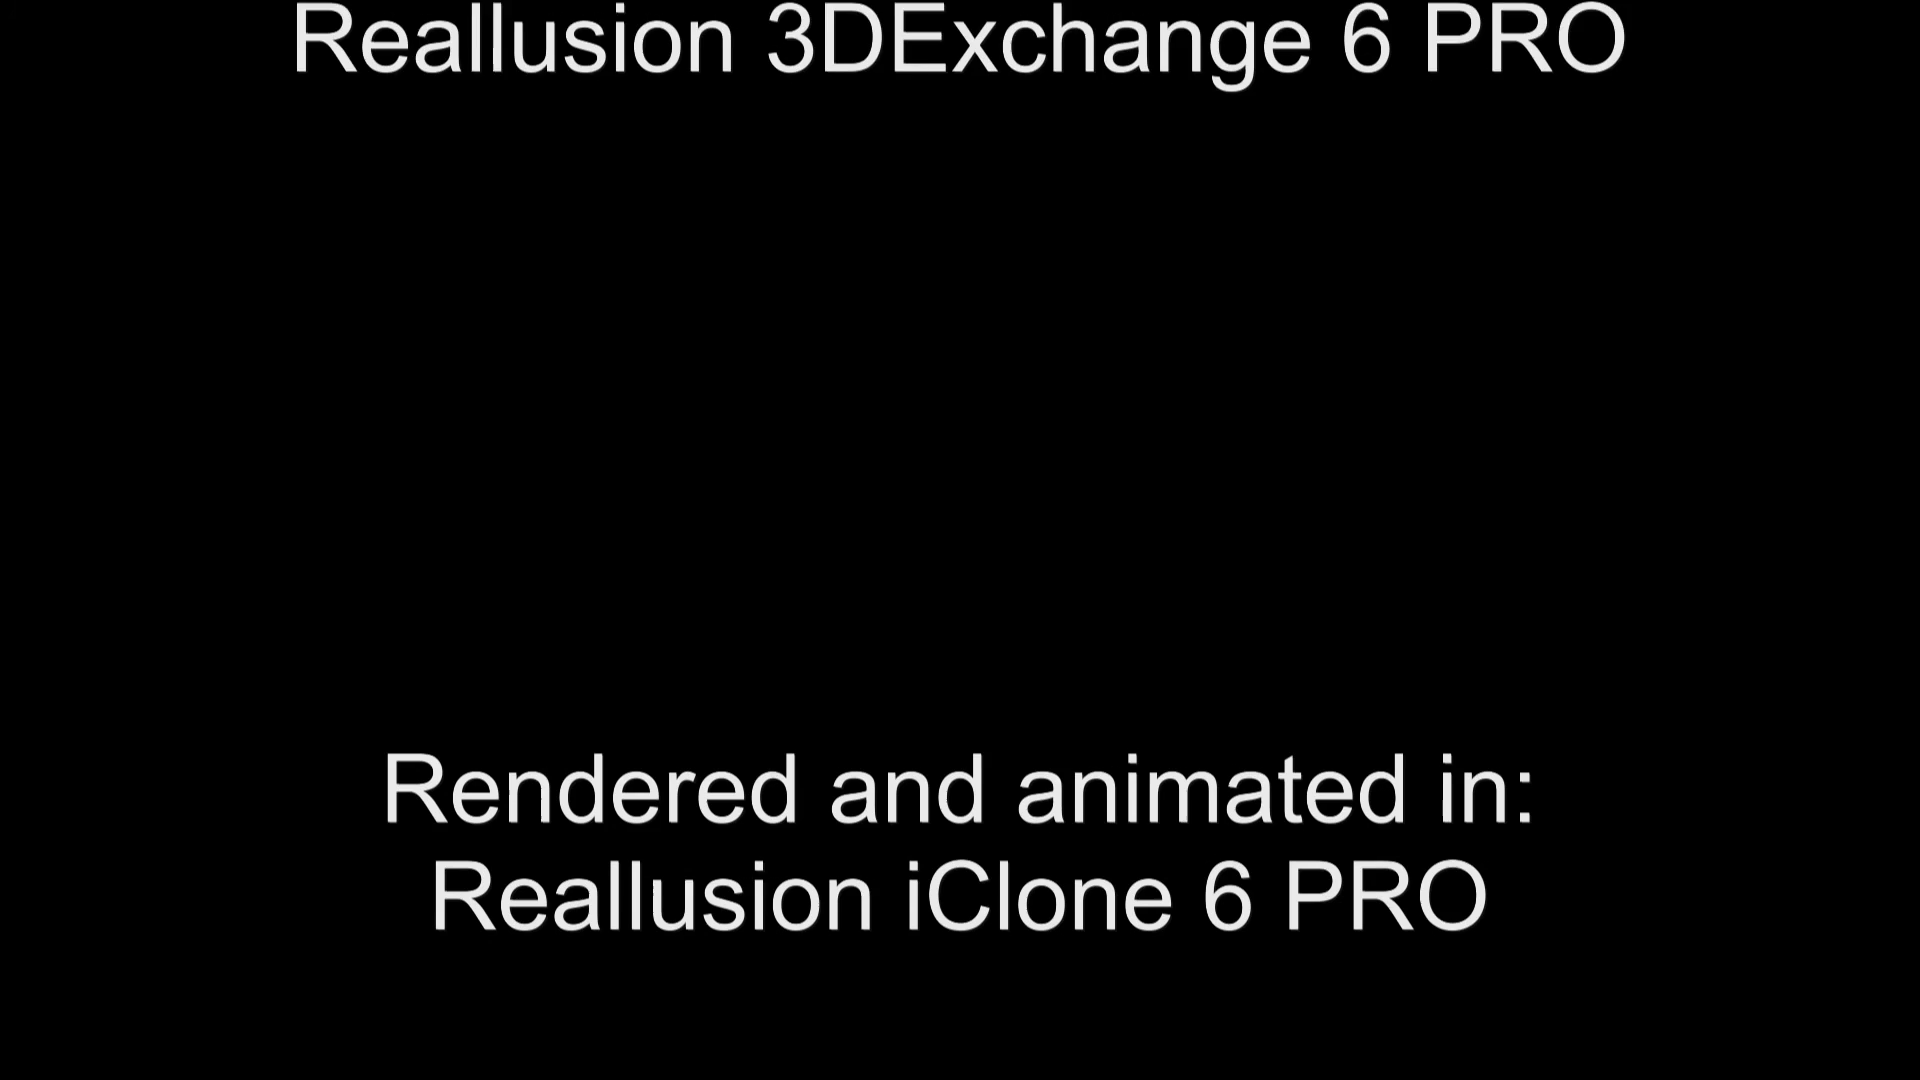 Reallusion 3DExchange 6 PRO
Rendered and animated in:
Reallusion iClone 6 PRO